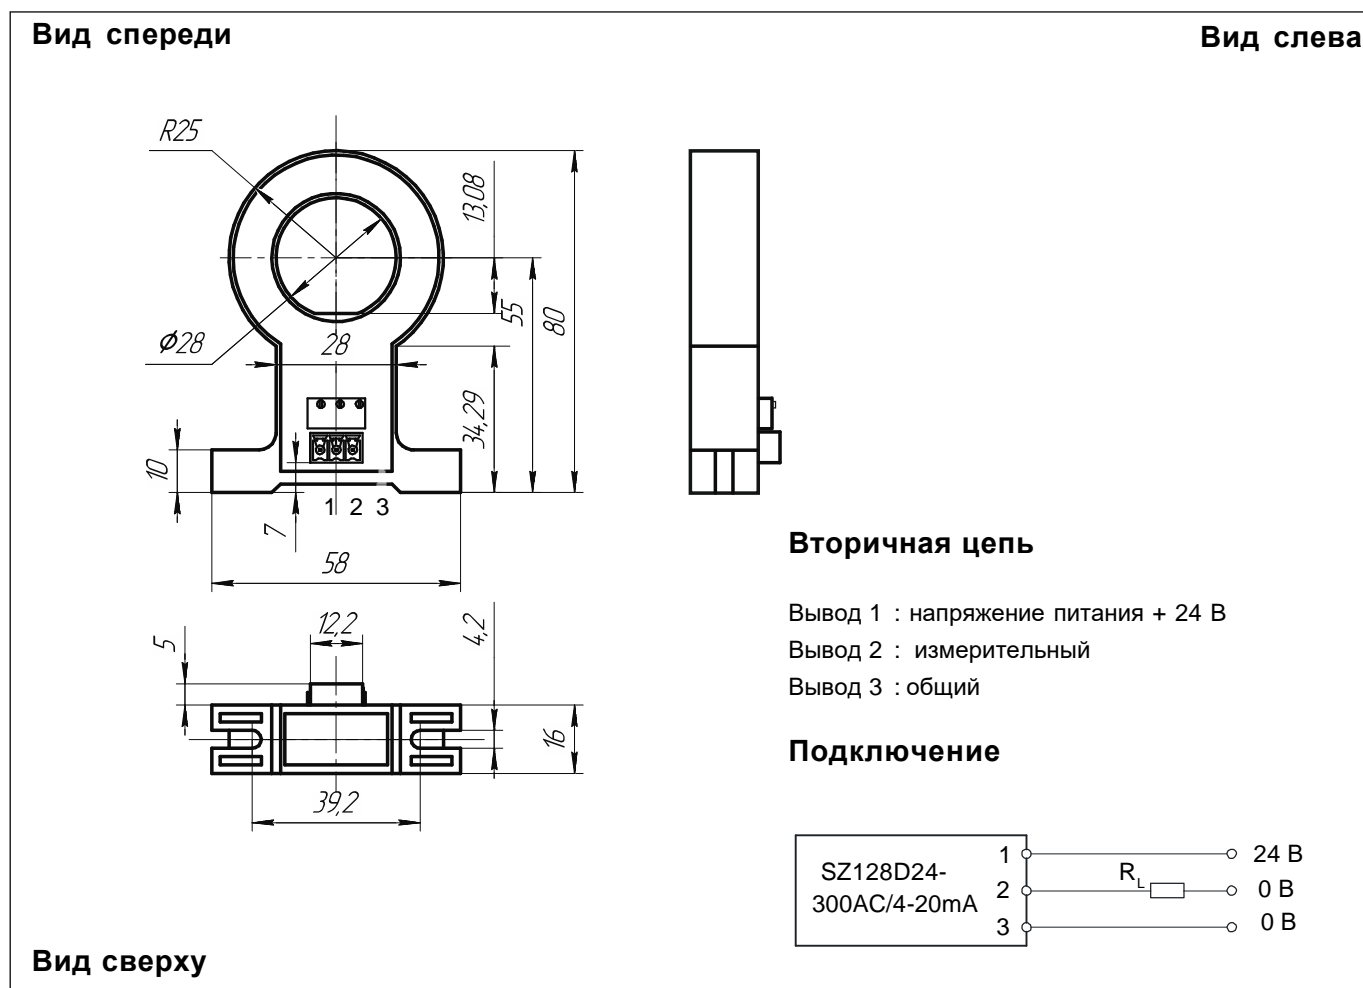 Вид спереди
Вид слева
R25
13,08
55
80
Ф28
28
34,29
10
7
1 2 3
58
Вторичная цепь
Вывод 1 : напряжение питания + 24 В
Вывод 2 : измерительный
Вывод 3 : общий
5
12,2
4,2
16
39,2
Подключение
SZ128D24-
300AC/4-20mA
1
2
3
R L
24 В
0 В
0 В
Вид сверху